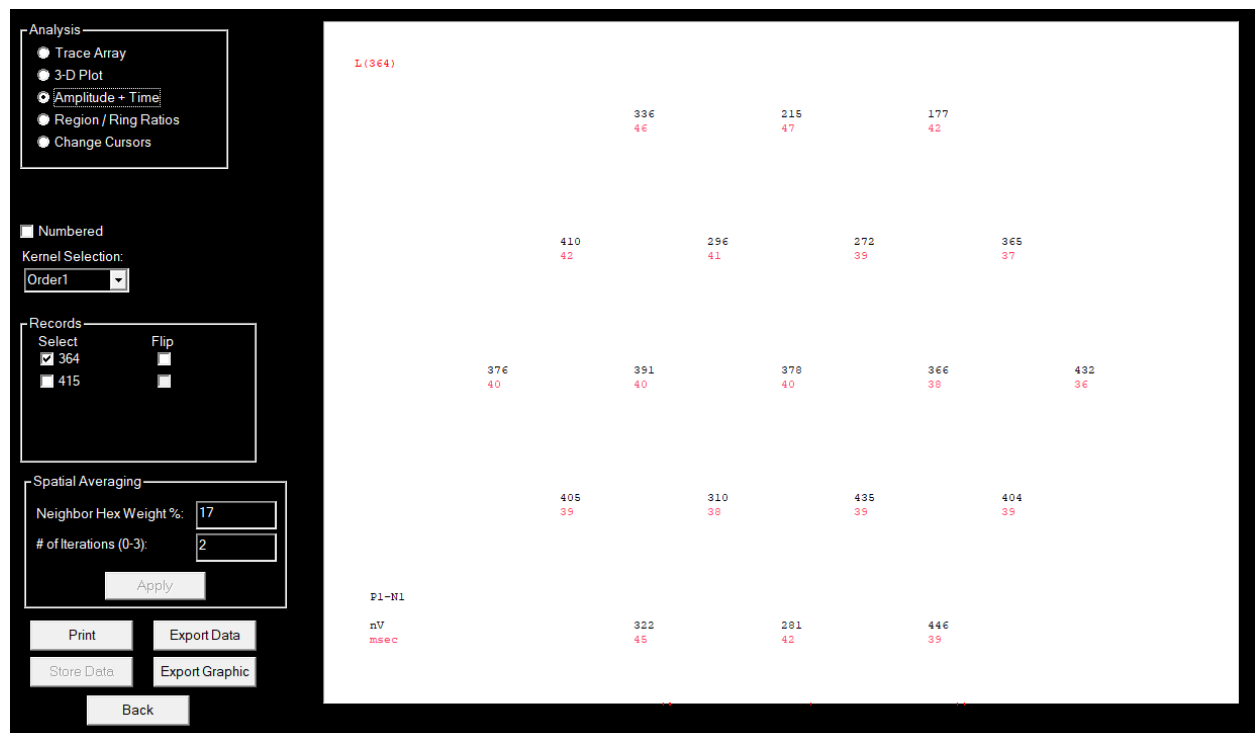 Analysis
Trace Array
3-D Plot
Amplitude + Time
Region / Ring Ratios
Change Cursors
Numbered
Kernel Selection:
Order1
Records
Select Flip
364
415
Spatial Averaging
Neighbor Hex Weight %: 17
# of Iterations (0-3): 2
Apply
Print Export Data
Store Data Export Graphic
Back
L(364)
336 215 177
46 47 42
410 296 272 365
42 41 39 37
376 391 378 366 432
40 40 40 38 36
405 310 435 404
39 38 39 39
P1-N1
nV 322 281 446
msec 45 42 39